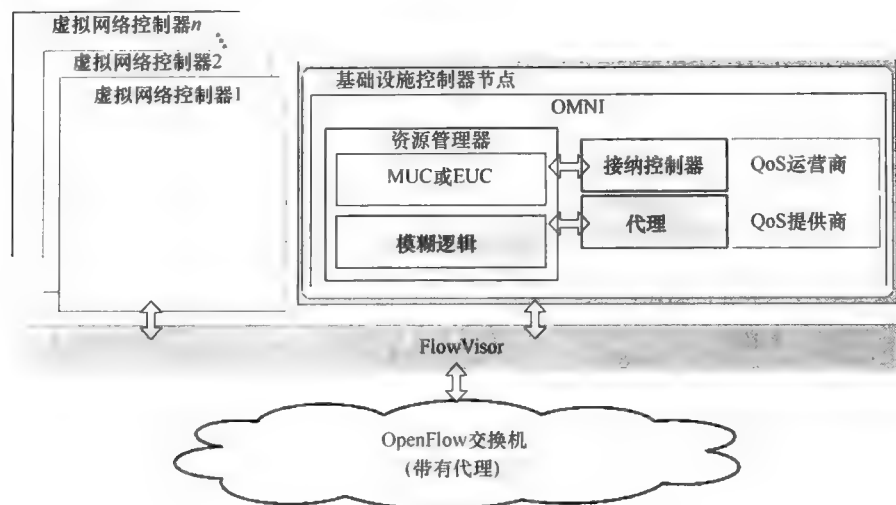 虚拟网络控制器n
虚拟网络控制器2
虚拟网络控制器1
基础设施控制器节点
OMNI
资源管理器
MUC或EUC
接纳控制器
QoS运营商
模糊逻辑
代理
QoS提供商
FlowVisor
OpenFlow交换机
(带有代理)